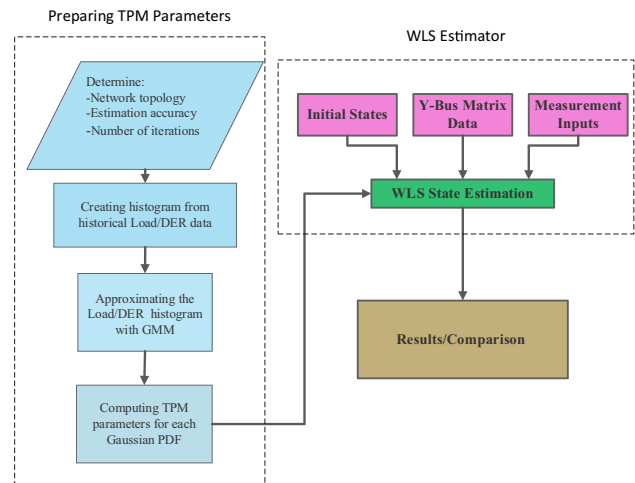 Preparing TPM Parameters
Determine:
-Network topology
-Estimation accuracy
-Number of iterations
Creating histogram from
historical Load/DER data
Approximating the
Load/DER histogram
with GMM
Computing TPM
parameters for each
Gaussian PDF
WLS Estimator
Initial States
Y-Bus Matrix
Data
Measurement
Inputs
WLS State Estimation
Results/Comparison